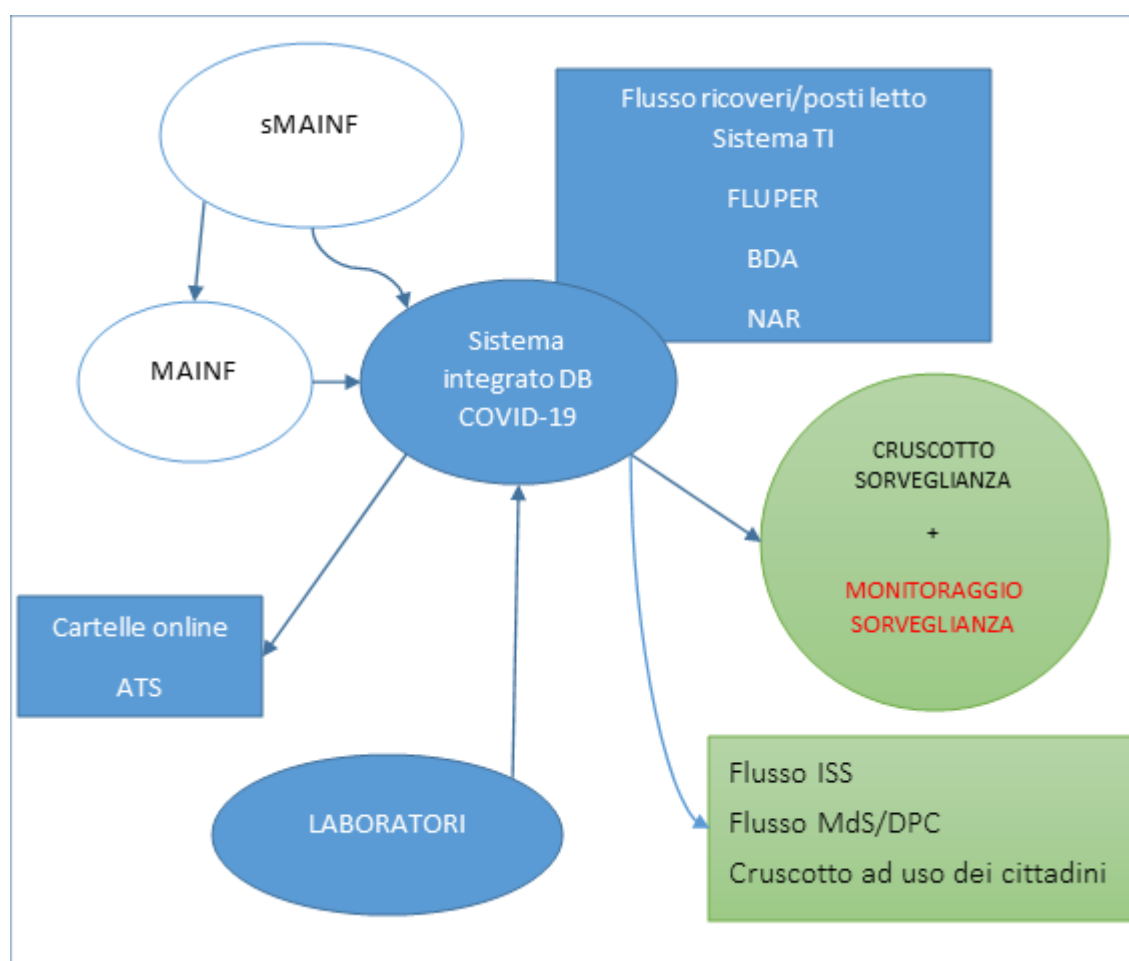 sMAINF
Flusso ricoveri/posti letto
Sistema TI
FLUPER
BDA
NAR
MAINF
Sistema
integrato DB
COVID-19
CRUSCOTTO
SORVEGLIANZA
+
MONITORAGGIO
SORVEGLIANZA
Cartelle online
ATS
LABORATORI
Flusso ISS
Flusso MdS/DPC
Cruscotto ad uso dei cittadini